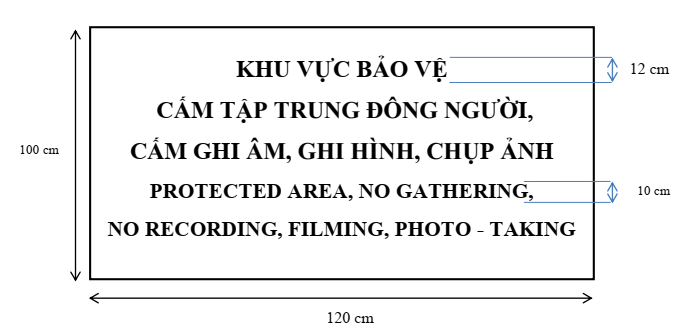 KHU VỰC BẢO VỆ
12 cm
CẤM TẬP TRUNG ĐÔNG NGƯỜI,
100 cm
CẤM GHI ÂM, GHI HÌNH, CHỤP ẢNH
PROTECTED AREA, NO GATHERING,
10 cm
NO RECORDING, FILMING, PHOTO - TAKING
120 cm